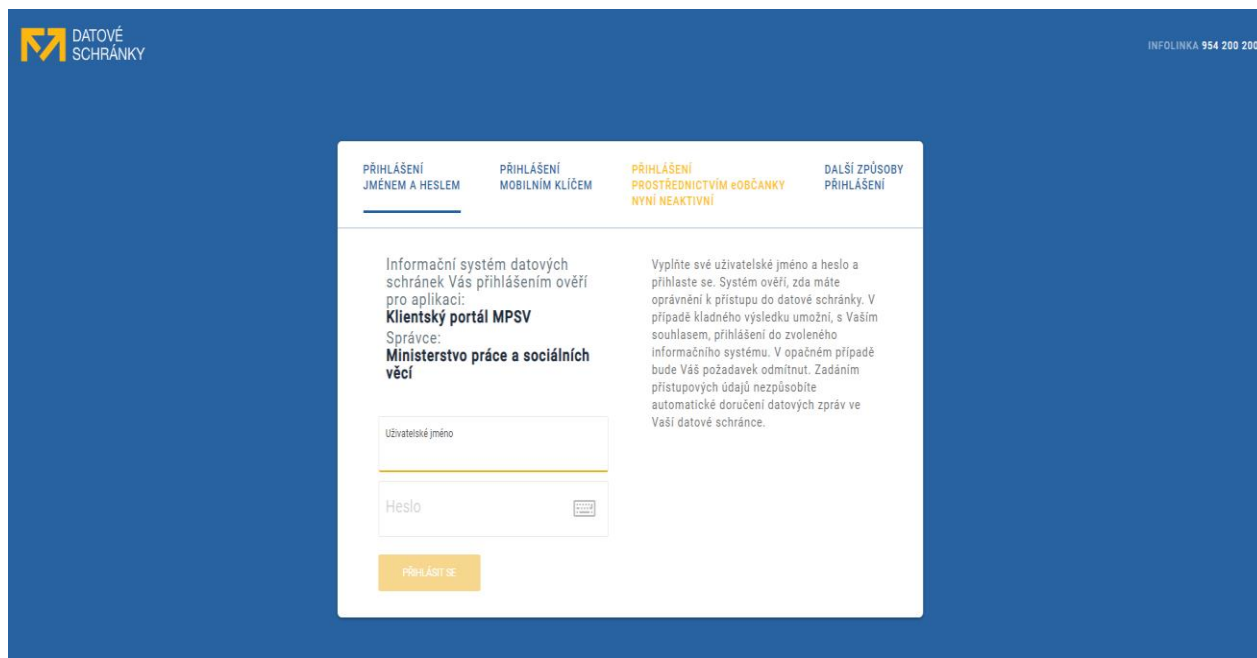 DATOVÉ
SCHRÁNKY
INFOLINKA 954 200 200
PŘIHLÁŠENÍ
JMÉNEM A HESLEM
PŘIHLÁŠENÍ
MOBILNÍM KLÍČEM
PŘIHLÁŠENÍ
PROSTŘEDNICTVÍM eOBČANKY
NYNÍ NEAKTIVNÍ
DALŠÍ ZPŮSOBY
PŘIHLÁŠENÍ
Informační systém datových
schránek Vás přihlášením ověří
pro aplikaci:
Klientský portál MPSV
Správce:
Ministerstvo práce a sociálních
věcí
Uživatelské jméno
Heslo
PŘIHLÁSIT SE
Vyplňte své uživatelské jméno a heslo a
přihlaste se. Systém ověří, zda máte
oprávnění k přístupu do datové schránky. V
případě kladného výsledku umožní, s Vaším
souhlasem, přihlášení do zvoleného
informačního systému. V opačném případě
bude Váš požadavek odmítnut. Zadáním
přístupových údajů nezpůsobíte
automatické doručení datových zpráv ve
Vaší datové schránce.